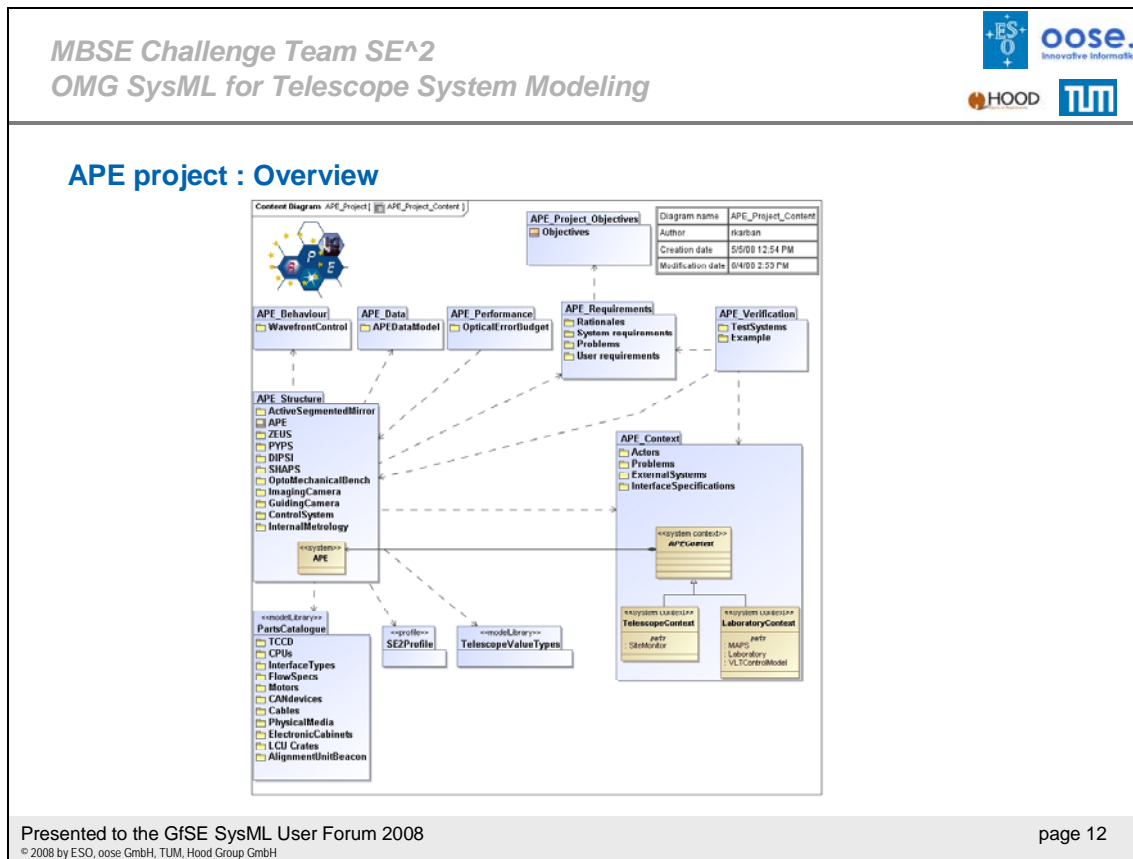 MBSE Challenge Team SE^2
OMG SysML for Telescope System Modeling
ESO
oose.
Innovative Informatik
HOOD
TUM
APE project : Overview
Content Diagram APE_Project [ APE_Project_Content ]
Diagram name APE_Project_Content
Author rkarban
Creation date 5/5/08 12:54 PM
Modification date 6/4/08 2:53 PM
P
E
APE_Project_Objectives
Objectives
APE_Behaviour
WavefrontControl
APE_Data
APEDataModel
APE_Performance
OpticalErrorBudget
APE_Requirements
Rationales
System requirements
Problems
User requirements
APE_Verification
TestSystems
Example
APE_Structure
ActiveSegmentedMirror
APE
ZEUS
PYPS
DIPSI
SHAPS
OptoMechanicalBench
ImagingCamera
GuidingCamera
ControlSystem
InternalMetrology
<<system>>
APE
APE_Context
Actors
Problems
ExternalSystems
InterfaceSpecifications
<<system context>>
APEContext
<<system context>>
TelescopeContext
parts
: SiteMonitor
<<system context>>
LaboratoryContext
parts
: MAPS
: Laboratory
: VLTControlModel
<<modelLibrary>>
PartsCatalogue
TCCD
CPUs
InterfaceTypes
FlowSpecs
Motors
CANdevices
Cables
PhysicalMedia
ElectronicCabinets
LCU Crates
AlignmentUnitBeacon
<<profile>>
SE2Profile
<<modelLibrary>>
TelescopeValueTypes
Presented to the GfSE SysML User Forum 2008
page 12
© 2008 by ESO, oose GmbH, TUM, Hood Group GmbH